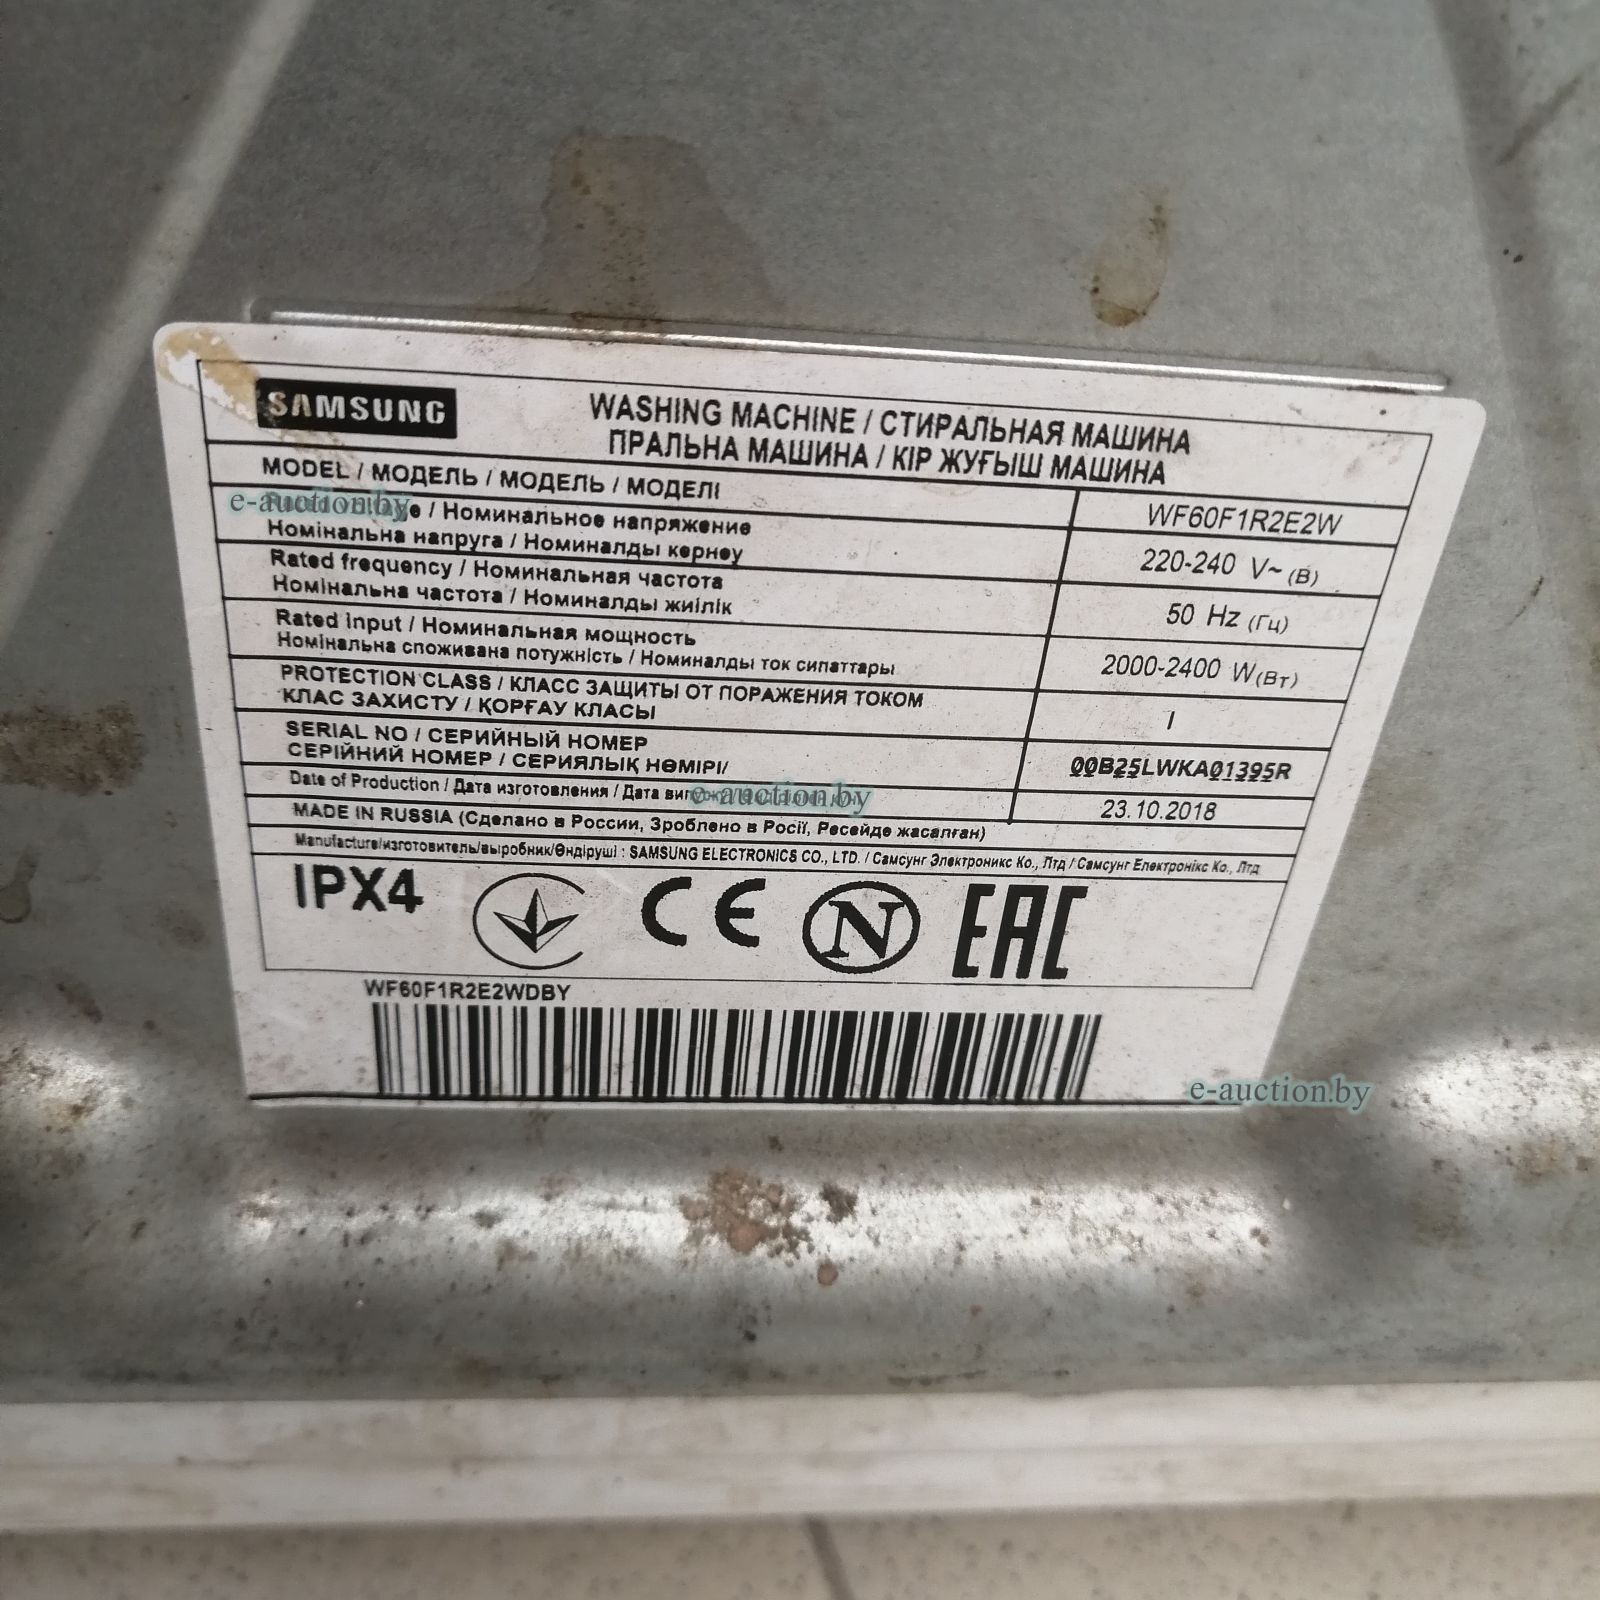 SAMSUNG
WASHING MACHINE / СТИРАЛЬНАЯ МАШИНА
ПРАЛЬНА МАШИНА / КІР ЖУҒЫШ МАШИНА
MODEL / МОДЕЛЬ / МОДЕЛЬ / МОДЕЛІ
WF60F1R2E2W
e-auction.by
/ Номинальное напряжение
Номінальна напруга / Номиналды кернеу
220-240 V~ (В)
Rated frequency / Номинальная частота
Номінальна частота / Номиналды жиілік
50 Hz (Гц)
Rated input / Номинальная мощность
Номінальна споживана потужність / Номиналды ток сипаттары
2000-2400 W(Вт)
PROTECTION CLASS / КЛАСС ЗАЩИТЫ ОТ ПОРАЖЕНИЯ ТОКОМ
КЛАС ЗАХИСТУ / ҚОРҒАУ КЛАСЫ
I
SERIAL NO / СЕРИЙНЫЙ НОМЕР
СЕРІЙНИЙ НОМЕР / СЕРИЯЛЫҚ НӨМІРІ/
00B25LWKA01395R
Date of Production / Дата изготовления / Дата
e-auction.by
23.10.2018
MADE IN RUSSIA (Сделано в России, Зроблено в Росії, Ресейде жасалған)
Manufacture/изготовитель/выробник/Өндіруші : SAMSUNG ELECTRONICS CO., LTD. / Самсунг Электроникс Ко., Лтд / Самсунг Електронікс Ко., Лтд
IPX4
CE
N
EAC
WF60F1R2E2WDBY
e-auction.by